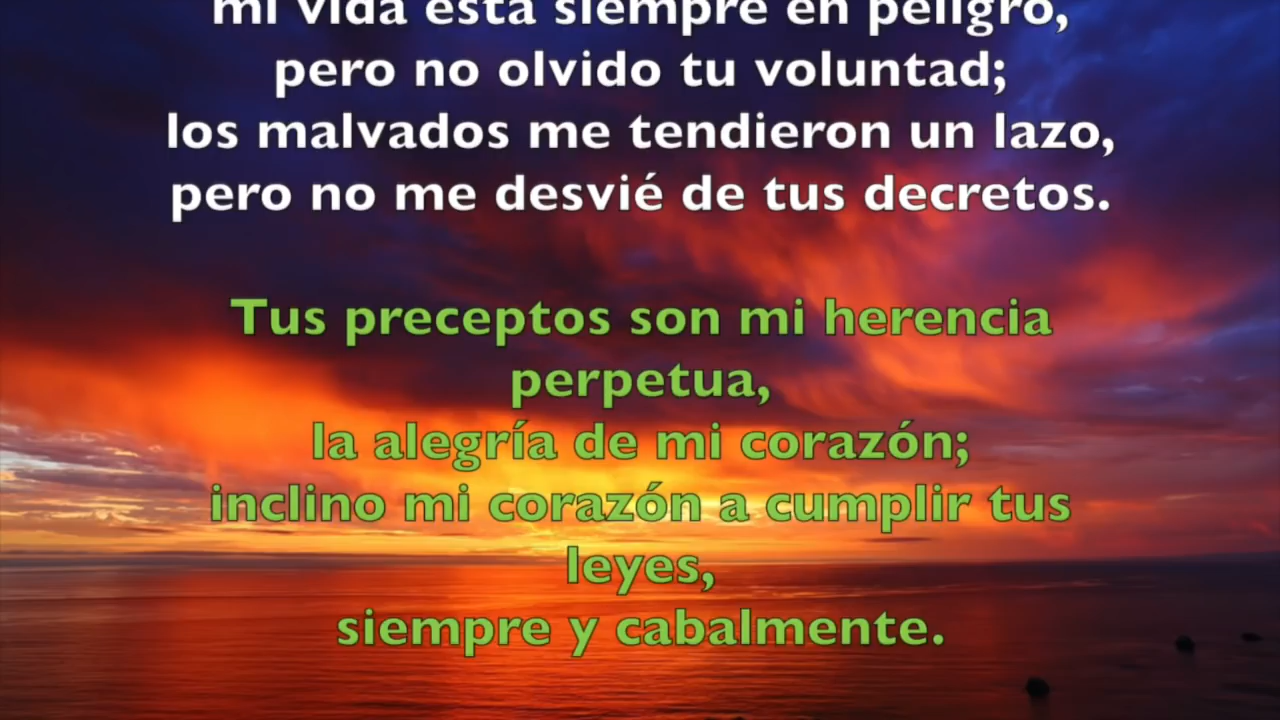 mi vida está siempre en peligro,
pero no olvido tu voluntad;
los malvados me tendieron un lazo,
pero no me desvié de tus decretos.
Tus preceptos son mi herencia
perpetua,
la alegría de mi corazón;
inclino mi corazón a cumplir tus
leyes,
siempre y cabalmente.